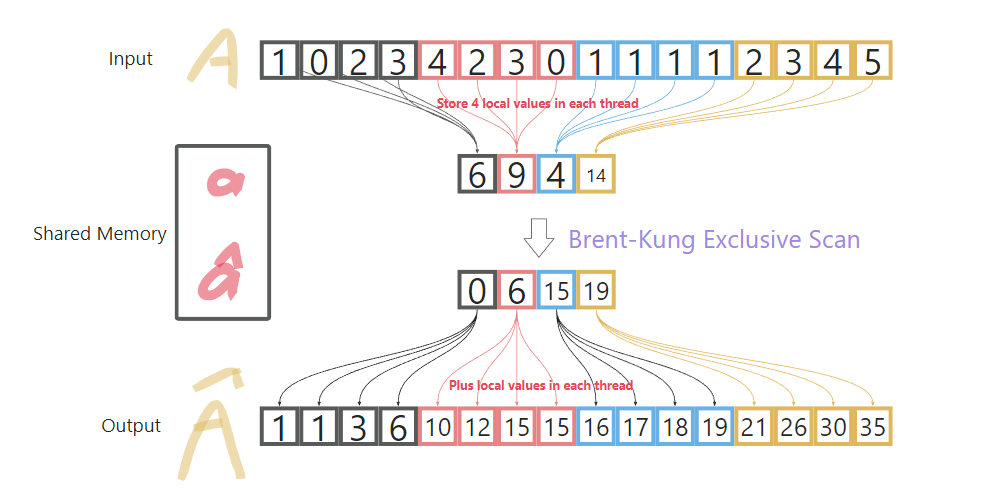 Input A 1 0 2 3 4 2 3 0 1 1 1 1 2 3 4 5
Store 4 local values in each thread
6 9 4 14
a
Shared Memory
Brent-Kung Exclusive Scan
â
0 6 15 19
Plus local values in each thread
Output Â 1 1 3 6 10 12 15 15 16 17 18 19 21 26 30 35